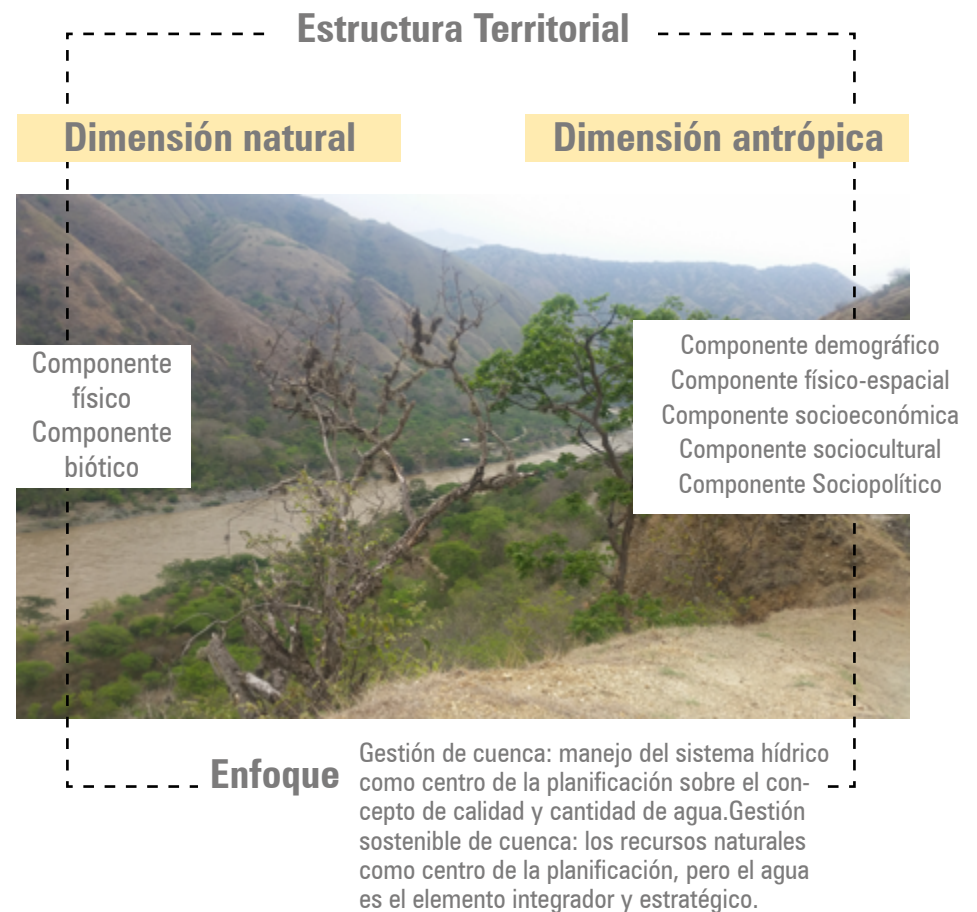 Estructura Territorial
Dimensión natural
Dimensión antrópica
Componente
físico
Componente
biótico
Componente demográfico
Componente físico-espacial
Componente socioeconómica
Componente sociocultural
Componente Sociopolítico
Enfoque
Gestión de cuenca: manejo del sistema hídrico
como centro de la planificación sobre el con-
cepto de calidad y cantidad de agua.Gestión
sostenible de cuenca: los recursos naturales
como centro de la planificación, pero el agua
es el elemento integrador y estratégico.